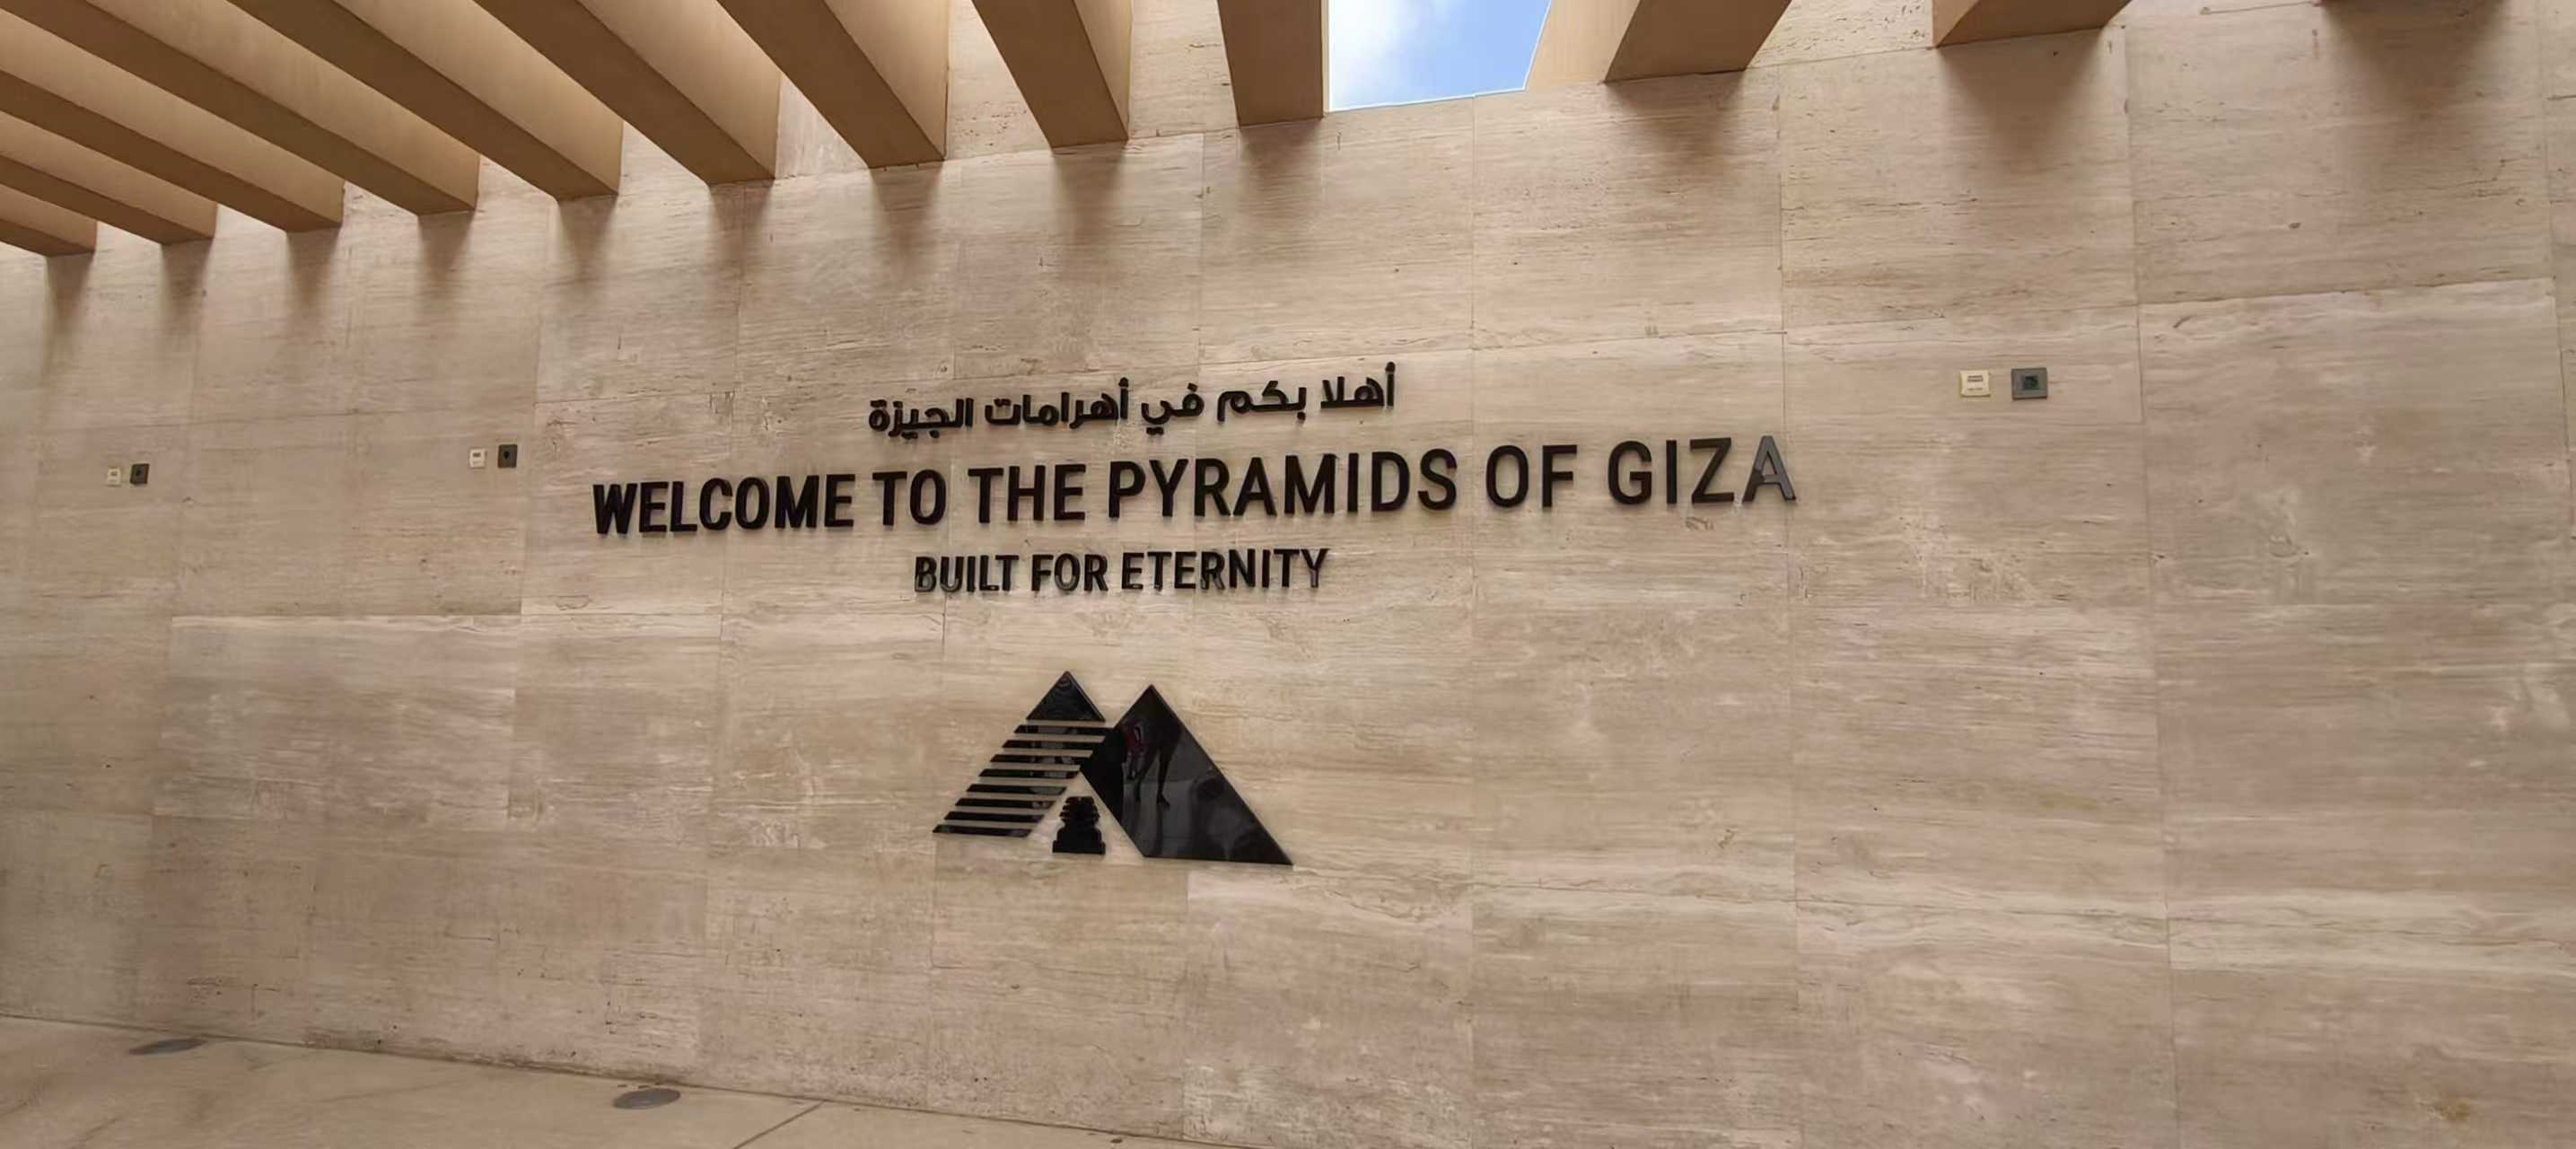 أهلا بكم في أهرامات الجيزة
WELCOME TO THE PYRAMIDS OF GIZA
BUILT FOR ETERNITY